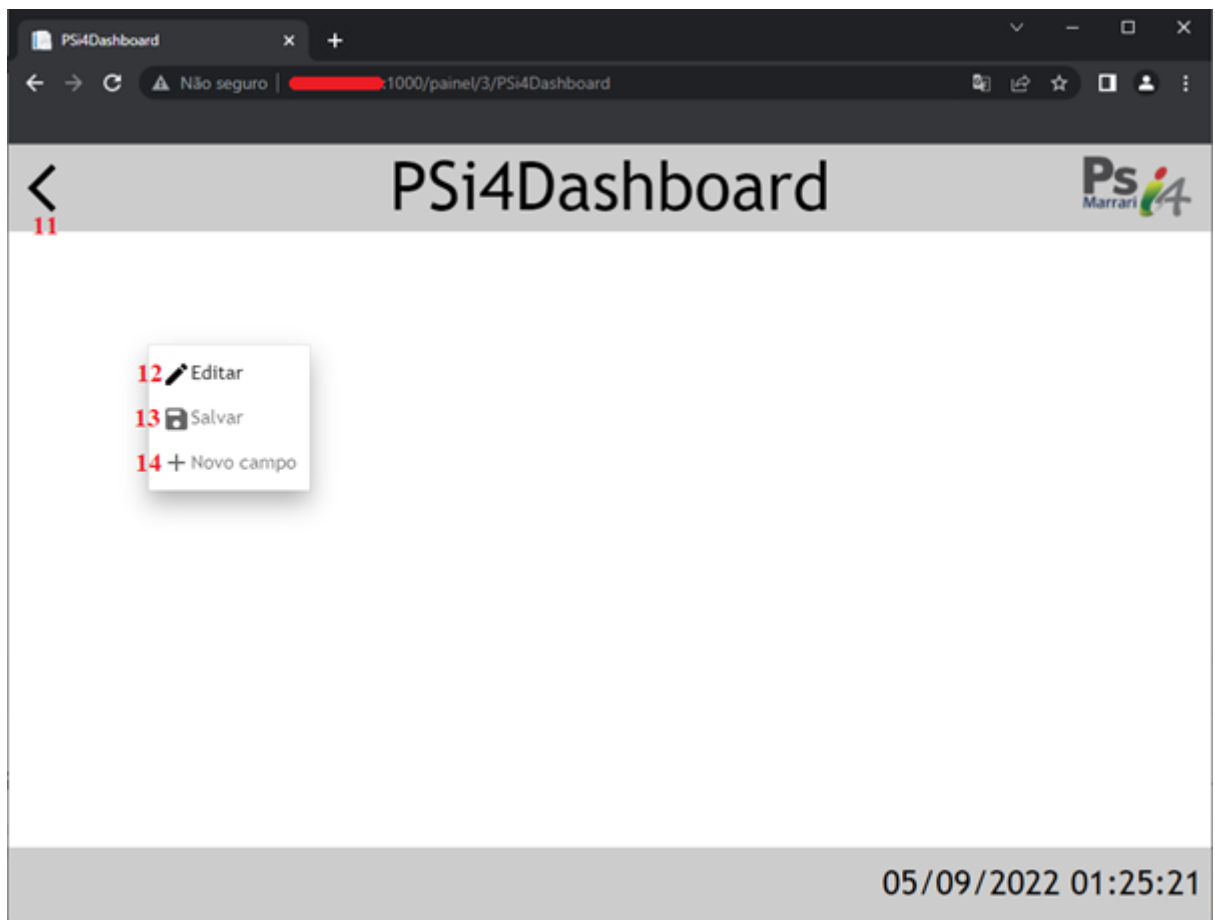 PSi4Dashboard
Não seguro | :1000/painel/3/PSi4Dashboard
PSi4Dashboard
Ps i4
Marrari
11
12 Editar
13 Salvar
14 + Novo campo
05/09/2022 01:25:21